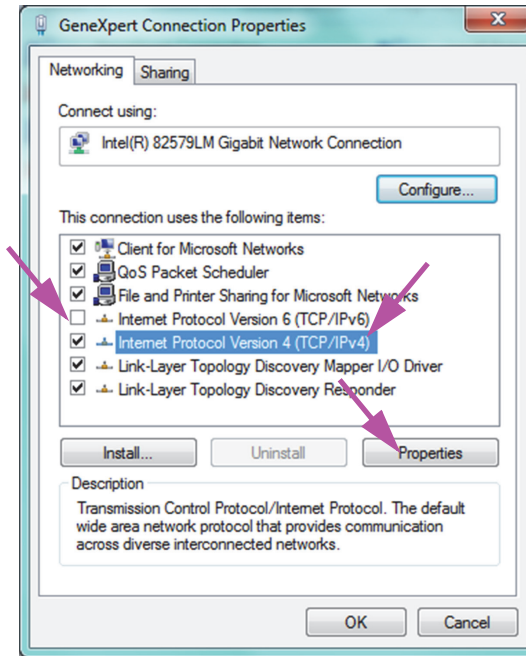 GeneXpert Connection Properties
Networking
Sharing
Connect using:
Intel(R) 82579LM Gigabit Network Connection
Configure...
This connection uses the following items:
Client for Microsoft Networks
QoS Packet Scheduler
File and Printer Sharing for Microsoft Networks
Internet Protocol Version 6 (TCP/IPv6)
Internet Protocol Version 4 (TCP/IPv4)
Link-Layer Topology Discovery Mapper I/O Driver
Link-Layer Topology Discovery Responder
Install...
Uninstall
Properties
Description
Transmission Control Protocol/Internet Protocol. The default
wide area network protocol that provides communication
across diverse interconnected networks.
OK
Cancel